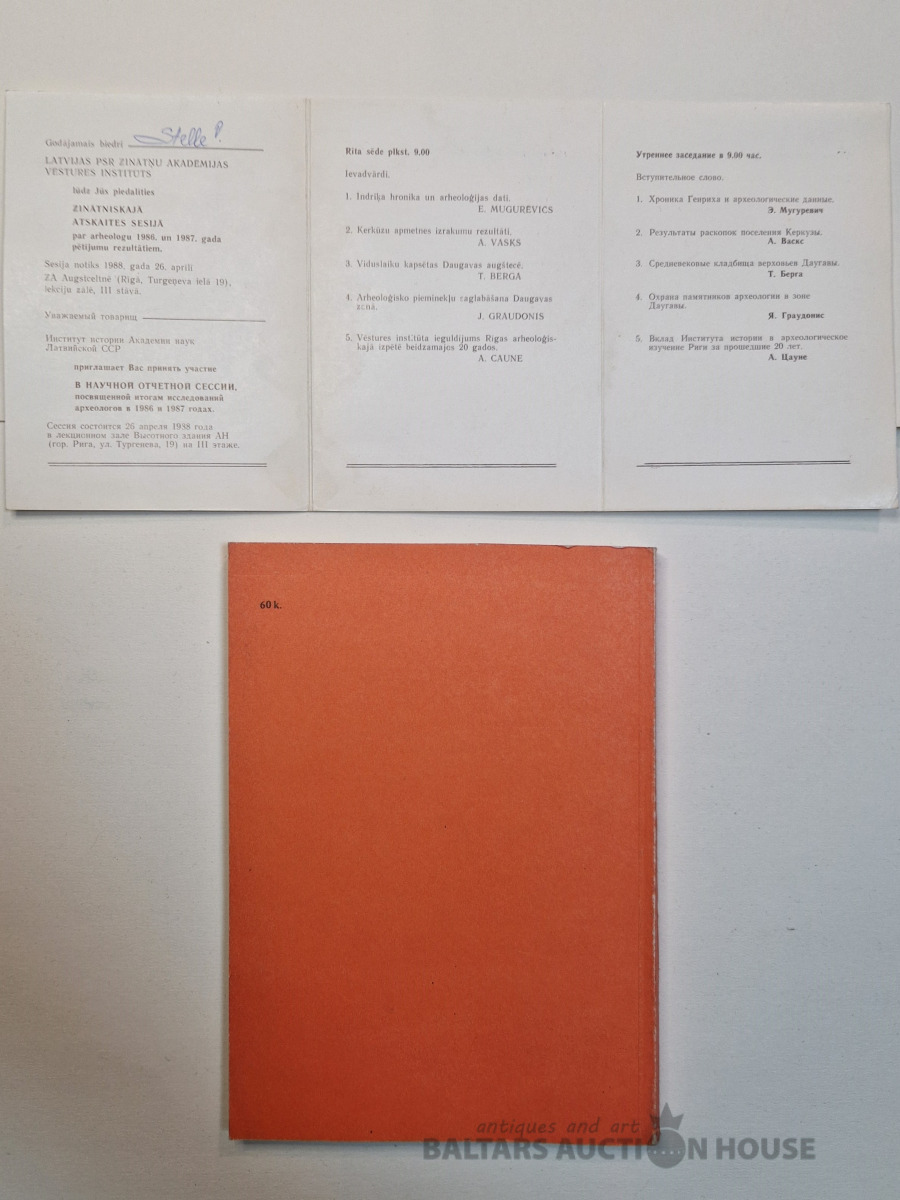 Godājamais biedri Stelle P.
LATVIJAS PSR ZINĀTŅU AKADĒMIJAS
VĒSTURES INSTITŪTS
lūdz Jūs piedalīties
ZINĀTNISKAJĀ
ATSKAITES SESIJĀ
par arheologu 1986. un 1987. gada
pētījumu rezultātiem.
Sesija notiks 1988. gada 26. aprīlī
ZA Augstceltnē (Rīgā, Turgeņeva ielā 19),
lekciju zālē, III stāvā.
Уважаемый товарищ
Институт истории Академии наук
Латвийской ССР
приглашает Вас принять участие
В НАУЧНОЙ ОТЧЕТНОЙ СЕССИИ,
посвященной итогам исследований
археологов в 1986 и 1987 годах.
Сессия состоится 26 апреля 1988 года
в лекционном зале Высотного здания АН
(гор. Рига, ул. Тургенева, 19) на III этаже.
Rīta sēde plkst. 9.00
Ievadvārdi.
1. Indriķa hronika un arheoloģijas dati.
E. MUGURĒVIČS
2. Ķerkūzu apmetnes izrakumu rezultāti.
A. VASKS
3. Viduslaiku kapsētas Daugavas augštecē.
T. BERGA
4. Arheoloģisko pieminekļu saglabāšana Daugavas
zonā.
J. GRAUDONIS
5. Vēstures institūta ieguldījums Rīgas arheoloģis-
kajā izpētē beidzamajos 20 gados.
A. CAUNE
Утреннее заседание в 9.00 час.
Вступительное слово.
1. Хроника Генриха и археологические данные.
Э. Мугуревич
2. Результаты раскопок поселения Керкузы.
А. Васкс
3. Средневековые кладбища верховьев Даугавы.
Т. Берга
4. Охрана памятников археологии в зоне
Даугавы.
Я. Граудонис
5. Вклад Института истории в археологическое
изучение Риги за прошедшие 20 лет.
А. Цауне
60 k.
antiques and art
BALTARS AUCTION HOUSE